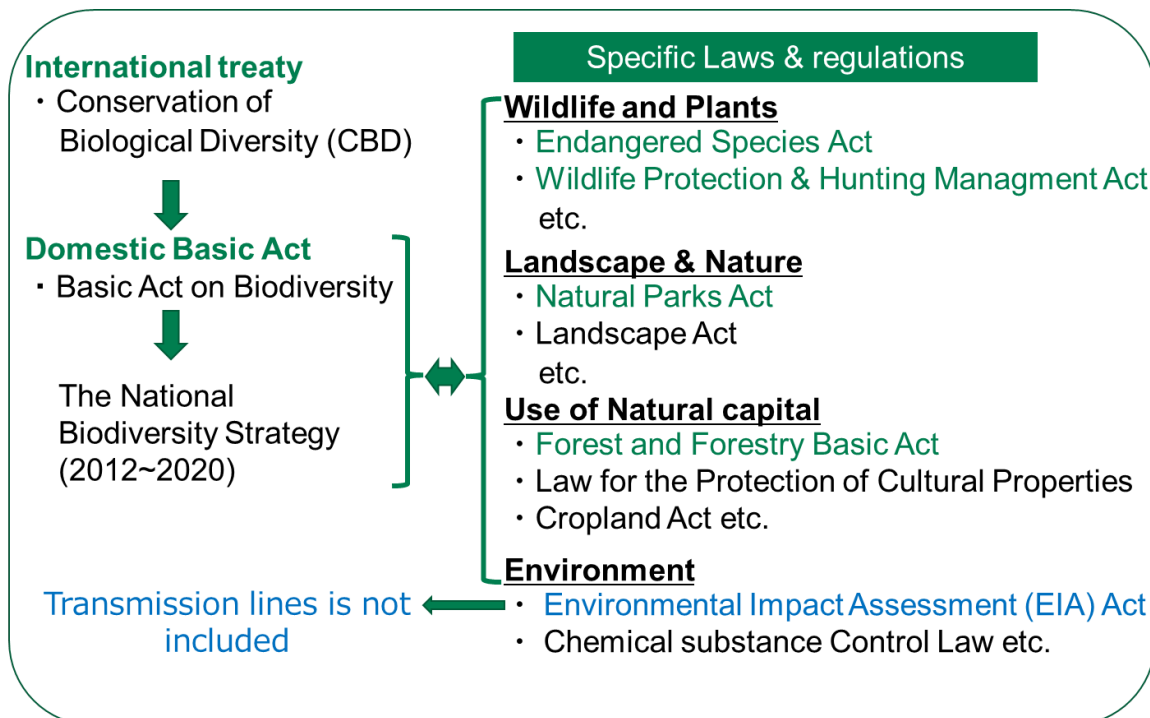 International treaty
・Conservation of
Biological Diversity (CBD)
Domestic Basic Act
・Basic Act on Biodiversity
The National
Biodiversity Strategy
(2012~2020)
Specific Laws & regulations
Wildlife and Plants
・Endangered Species Act
・Wildlife Protection & Hunting Managment Act
etc.
Landscape & Nature
・Natural Parks Act
・Landscape Act
etc.
Use of Natural capital
・Forest and Forestry Basic Act
・Law for the Protection of Cultural Properties
・Cropland Act etc.
Environment
・Environmental Impact Assessment (EIA) Act
・Chemical substance Control Law etc.
Transmission lines is not
included